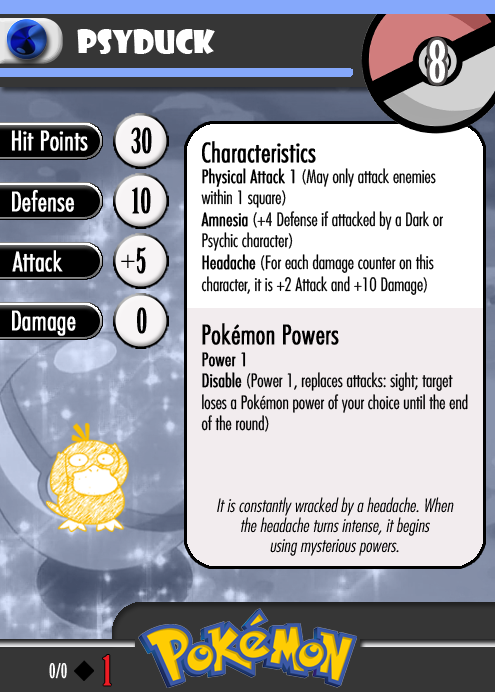 PSYDUCK
8
Hit Points 30
Defense 10
Attack +5
Damage 0
Characteristics
Physical Attack 1 (May only attack enemies
within 1 square)
Amnesia (+4 Defense if attacked by a Dark or
Psychic character)
Headache (For each damage counter on this
character, it is +2 Attack and +10 Damage)
Pokémon Powers
Power 1
Disable (Power 1, replaces attacks: sight; target
loses a Pokémon power of your choice until the end
of the round)
It is constantly wracked by a headache. When
the headache turns intense, it begins
using mysterious powers.
0/0 ◆ 1
POKéMON